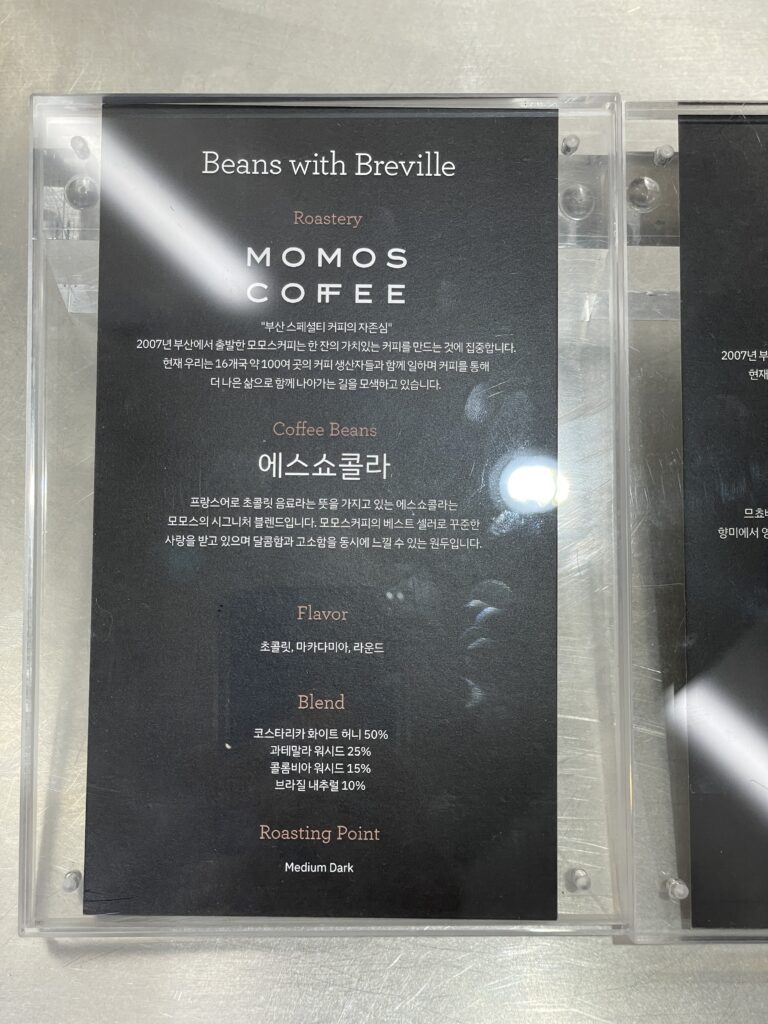 Beans with Breville
Roastery
MOMOS
COFFEE
"부산 스페셜티 커피의 자존심"
2007년 부산에서 출발한 모모스커피는 한 잔의 가치있는 커피를 만드는 것에 집중합니다.
현재 우리는 16개국 약 100여 곳의 커피 생산자들과 함께 일하며 커피를 통해
더 나은 삶으로 함께 나아가는 길을 모색하고 있습니다.
Coffee Beans
에스쇼콜라
프랑스어로 초콜릿 음료라는 뜻을 가지고 있는 에스쇼콜라는
모모스의 시그니처 블렌드입니다. 모모스커피의 베스트 셀러로 꾸준한
사랑을 받고 있으며 달콤함과 고소함을 동시에 느낄 수 있는 원두입니다.
Flavor
초콜릿, 마카다미아, 라운드
Blend
코스타리카 화이트 허니 50%
과테말라 워시드 25%
콜롬비아 워시드 15%
브라질 내추럴 10%
Roasting Point
Medium Dark
2007년 부
현재
므쵸베
향미에서 잉